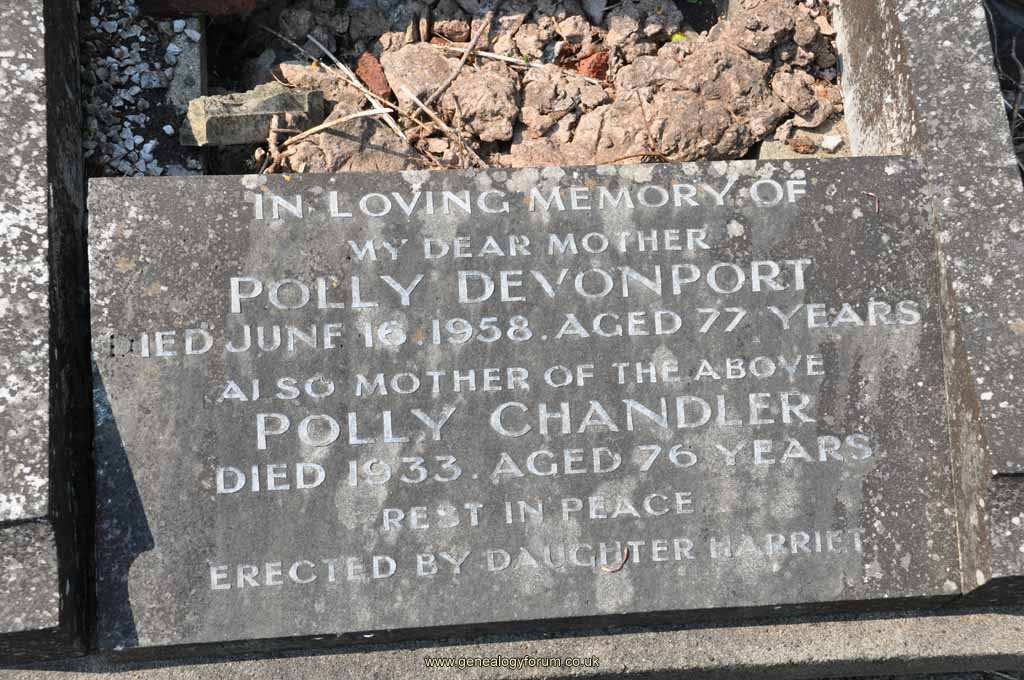 IN LOVING MEMORY OF
MY DEAR MOTHER
POLLY DEVONPORT
DIED JUNE 16. 1958. AGED 77 YEARS
ALSO MOTHER OF THE ABOVE
POLLY CHANDLER
DIED 1933. AGED 76 YEARS
REST IN PEACE
ERECTED BY DAUGHTER HARRIET
www.genealogyforum.co.uk